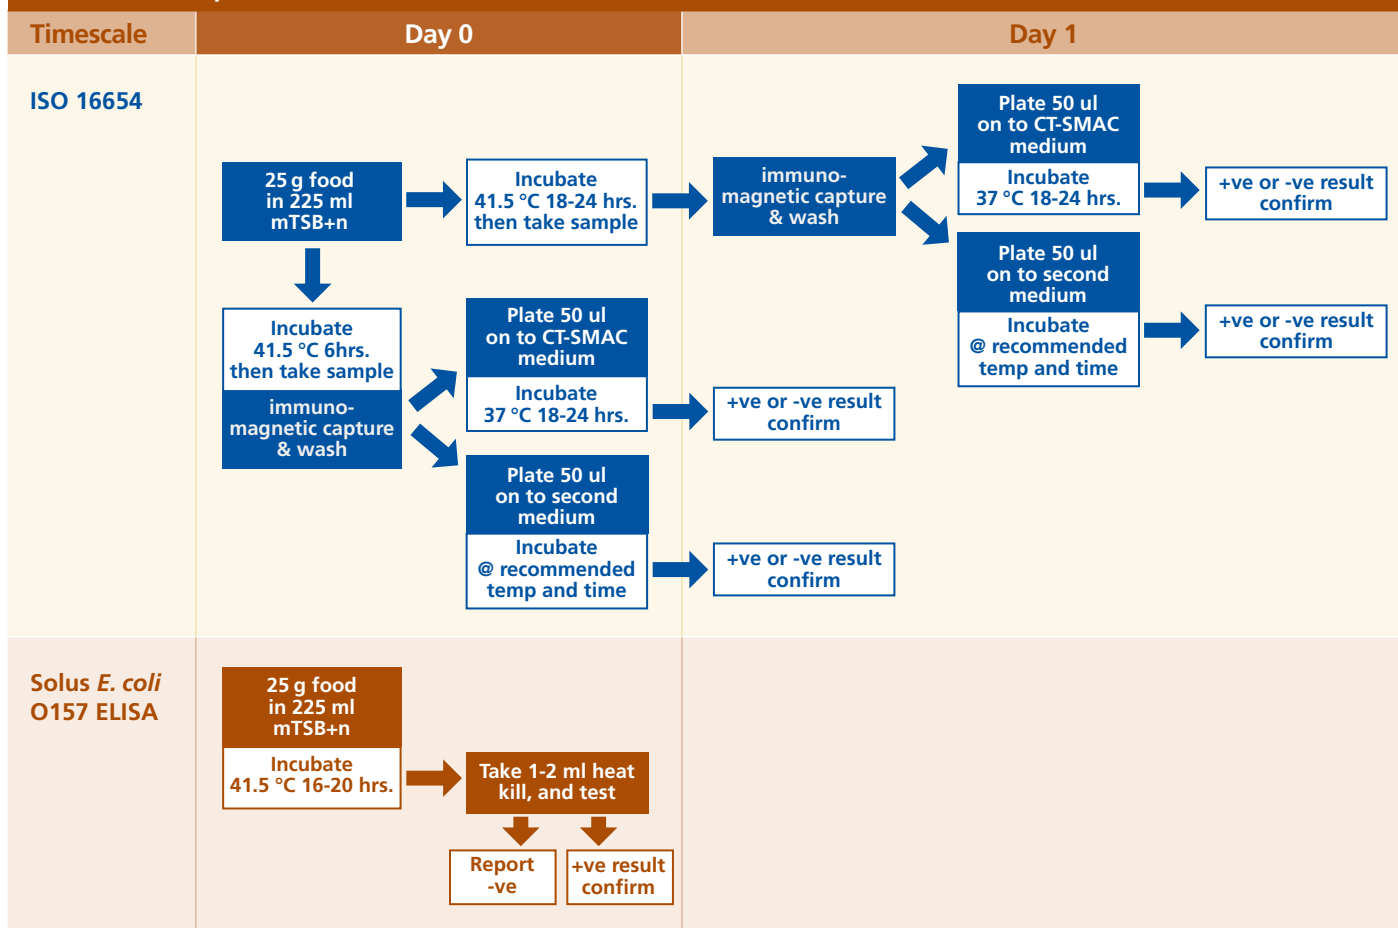 Timescale
Day 0
Day 1
ISO 16654
25 g food
in 225 ml
mTSB+n
Incubate
41.5 °C 18-24 hrs.
then take sample
immuno-
magnetic capture
& wash
Plate 50 ul
on to CT-SMAC
medium
Incubate
37 °C 18-24 hrs.
+ve or -ve result
confirm
Plate 50 ul
on to second
medium
Incubate
@ recommended
temp and time
+ve or -ve result
confirm
Incubate
41.5 °C 6hrs.
then take sample
immuno-
magnetic capture
& wash
Plate 50 ul
on to CT-SMAC
medium
Incubate
37 °C 18-24 hrs.
+ve or -ve result
confirm
Plate 50 ul
on to second
medium
Incubate
@ recommended
temp and time
+ve or -ve result
confirm
Solus E. coli
O157 ELISA
25 g food
in 225 ml
mTSB+n
Incubate
41.5 °C 16-20 hrs.
Take 1-2 ml heat
kill, and test
Report
-ve
+ve result
confirm